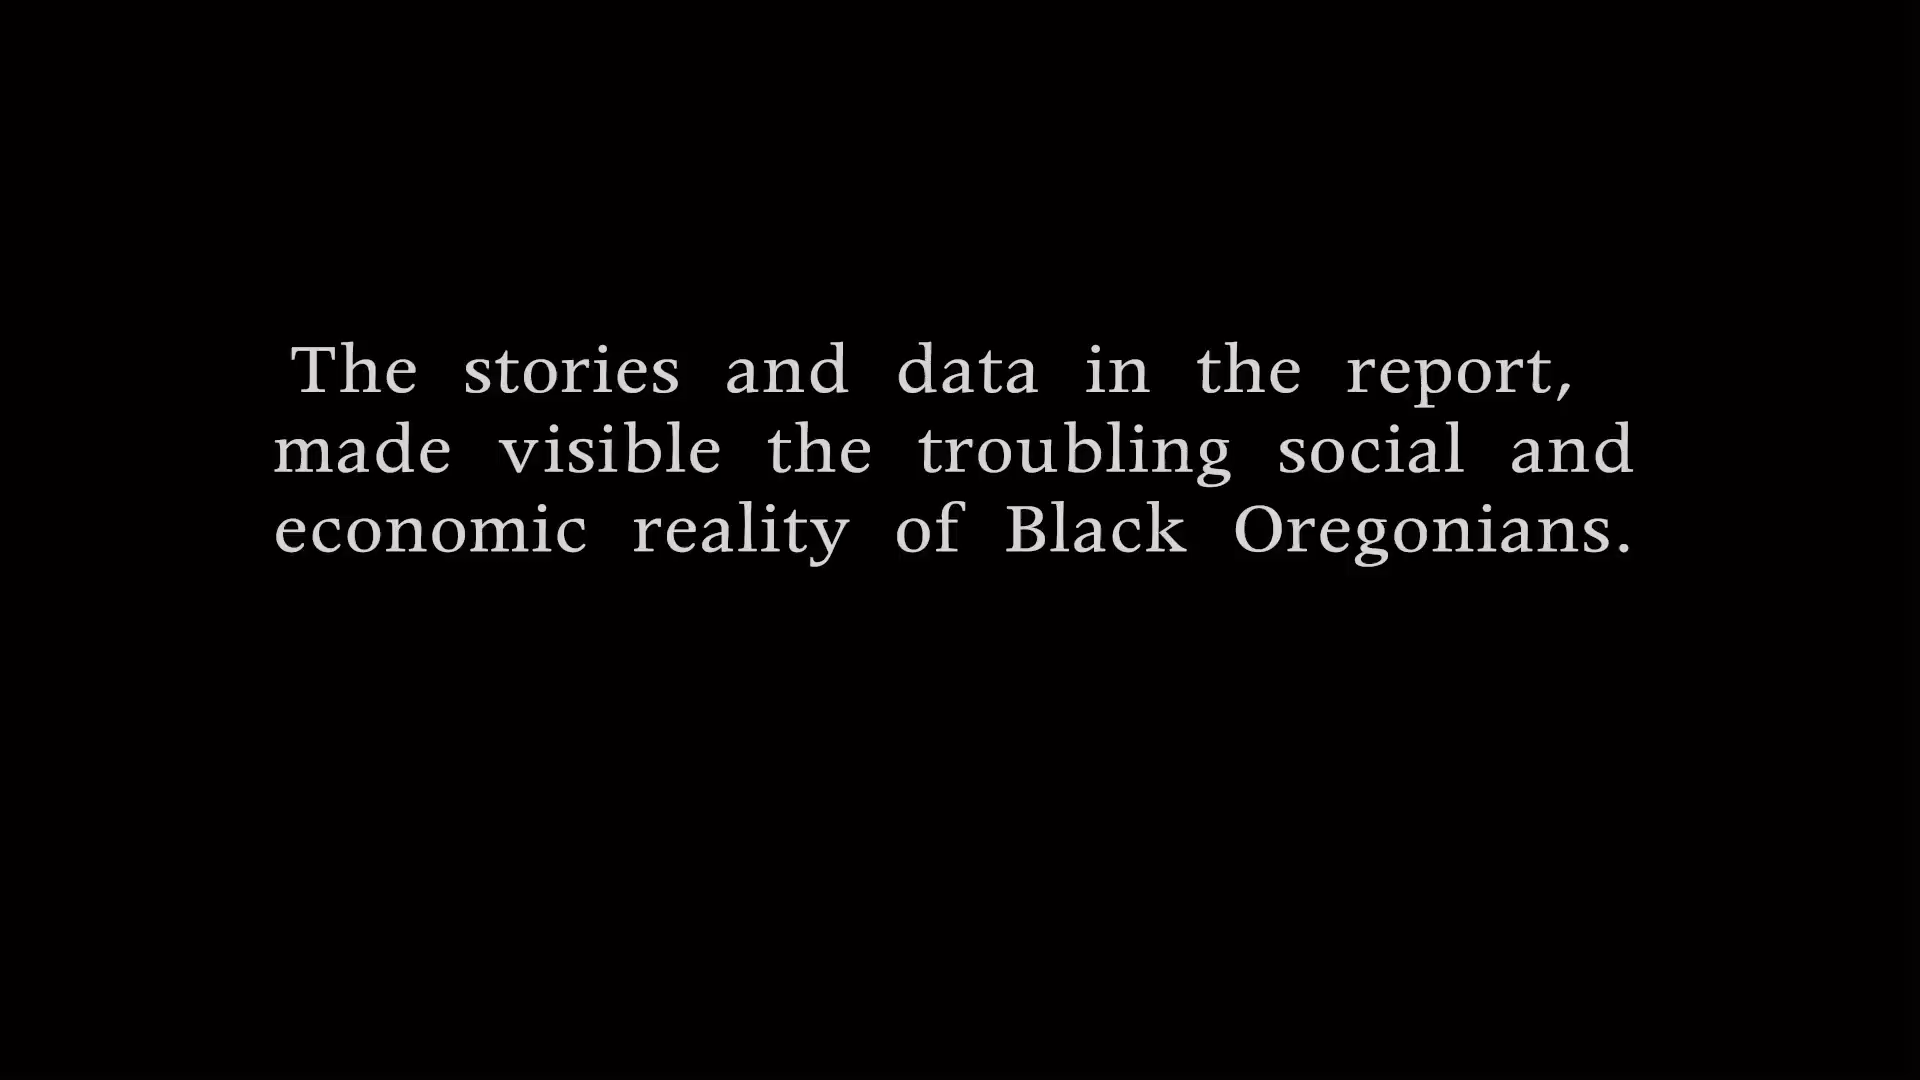 The stories and data in the report,
made visible the troubling social and
economic reality of Black Oregonians.